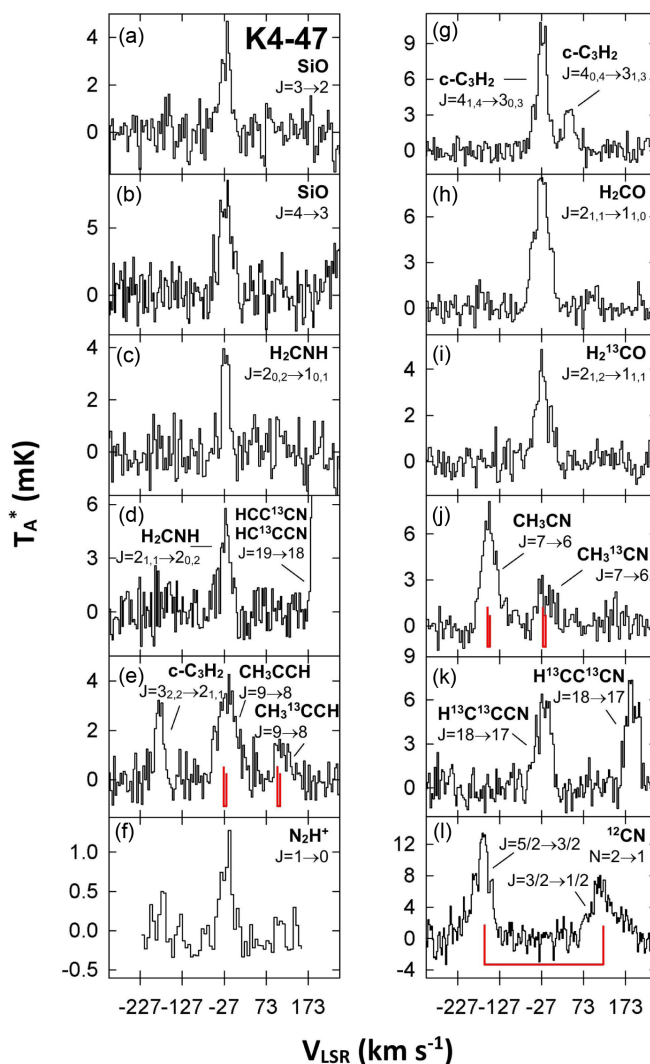 (a) K4-47
SiO
J=3→2
4
2
0
(b) SiO
J=4→3
8
4
0
(c) H₂CNH
J=2₀,₂→1₀,₁
4
2
0
(d) HCC¹³CN
HC¹³CCN
J=19→18
H₂CNH
J=2₁,₁→2₀,₂
6
3
0
(e) c-C₃H₂ CH₃CCH
J=3₂,₂→2₁,₁ J=9→8
CH₃¹³CCH
J=9→8
4
2
0
(f) N₂H⁺
J=1→0
1.0
0.5
0.0
-0.5
-227 -127 -27 73 173
(g)
c-C₃H₂
J=4₁,₄→3₀,₃
c-C₃H₂
J=4₀,₄→3₁,₃
9
6
3
0
(h) H₂CO
J=2₁,₁→1₁,₀
6
3
0
(i) H₂¹³CO
J=2₁,₂→1₁,₁
4
2
0
(j) CH₃CN
J=7→6
CH₃¹³CN
J=7→6
6
3
0
(k) H¹³CC¹³CN
J=18→17
H¹³C¹³CCN
J=18→17
9
6
3
0
(l) ¹²CN
N=2→1
J=5/2→3/2
J=3/2→1/2
12
8
4
0
-4
-227 -127 -27 73 173
T_A* (mK)
V_LSR (km s⁻¹)